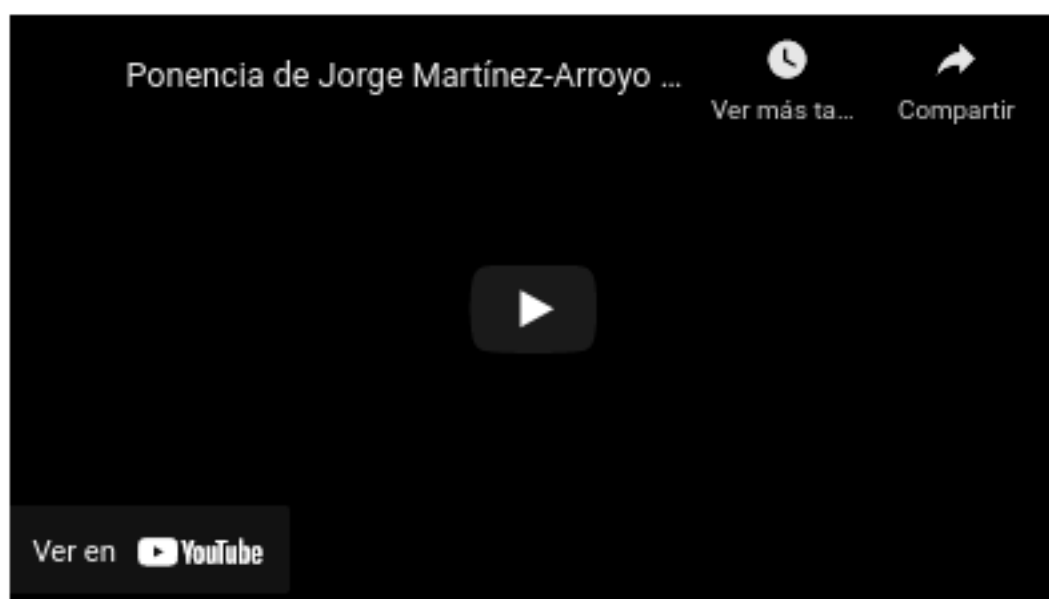 Ponencia de Jorge Martínez-Arroyo ...
Ver más ta...
Compartir
Ver en YouTube